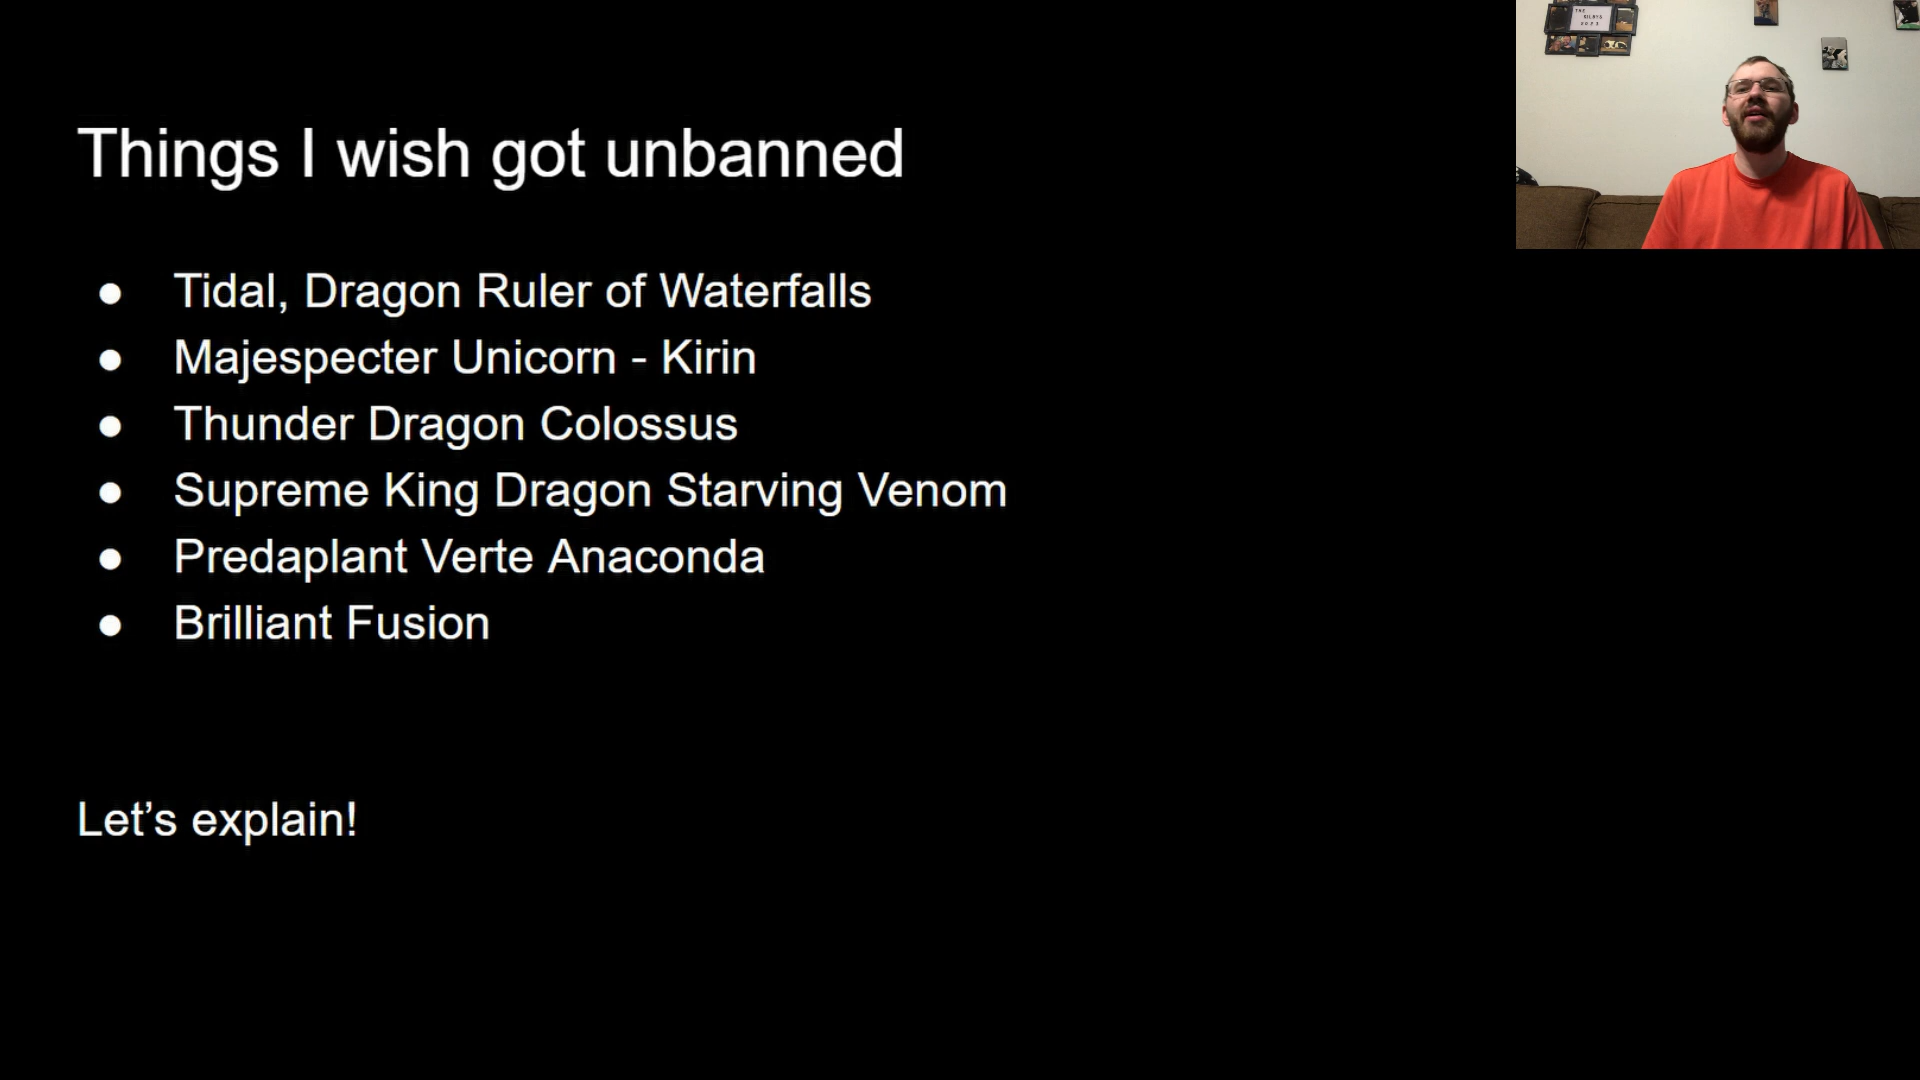 Things I wish got unbanned
● Tidal, Dragon Ruler of Waterfalls
● Majespecter Unicorn - Kirin
● Thunder Dragon Colossus
● Supreme King Dragon Starving Venom
● Predaplant Verte Anaconda
● Brilliant Fusion
Let's explain!
THE